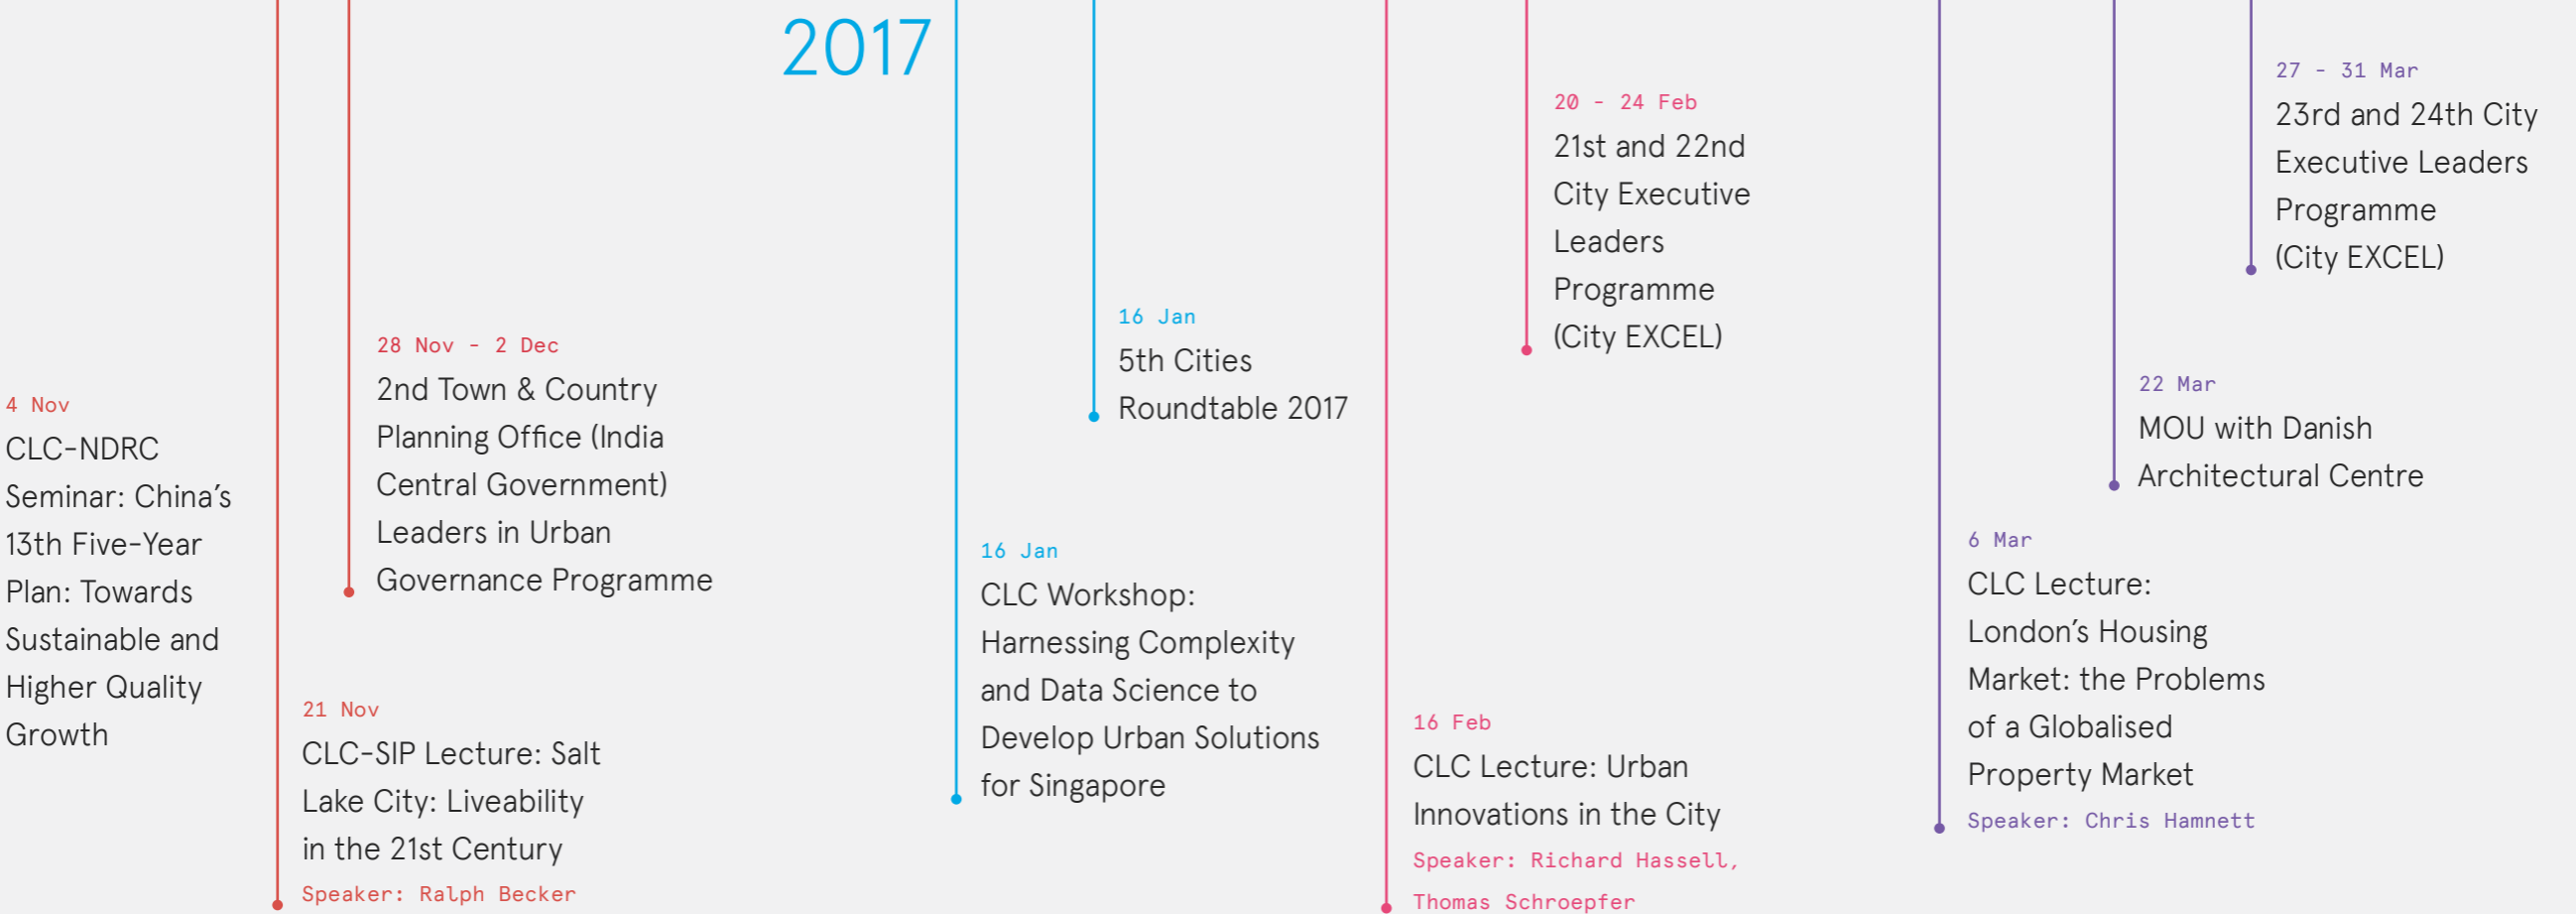 4 Nov
CLC-NDRC
Seminar: China's
13th Five-Year
Plan: Towards
Sustainable and
Higher Quality
Growth
21 Nov
CLC-SIP Lecture: Salt
Lake City: Liveability
in the 21st Century
Speaker: Ralph Becker
28 Nov - 2 Dec
2nd Town & Country
Planning Office (India
Central Government)
Leaders in Urban
Governance Programme
2017
16 Jan
CLC Workshop:
Harnessing Complexity
and Data Science to
Develop Urban Solutions
for Singapore
16 Jan
5th Cities
Roundtable 2017
16 Feb
CLC Lecture: Urban
Innovations in the City
Speaker: Richard Hassell,
Thomas Schroepfer
20 - 24 Feb
21st and 22nd
City Executive
Leaders
Programme
(City EXCEL)
6 Mar
CLC Lecture:
London's Housing
Market: the Problems
of a Globalised
Property Market
Speaker: Chris Hamnett
22 Mar
MOU with Danish
Architectural Centre
27 - 31 Mar
23rd and 24th City
Executive Leaders
Programme
(City EXCEL)